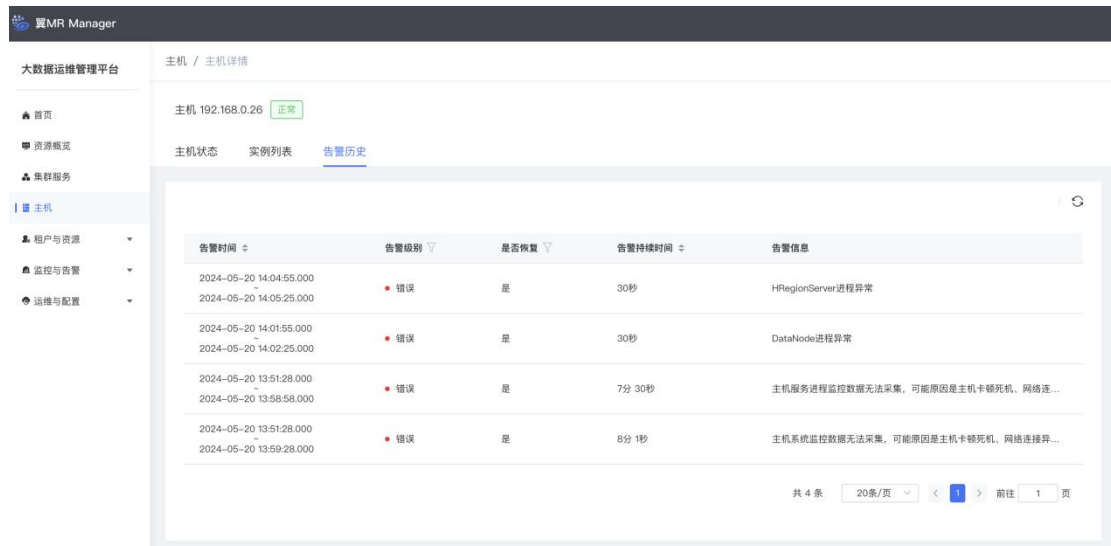 翼MR Manager
大数据运维管理平台
首页
资源概览
集群服务
主机
租户与资源
监控与告警
运维与配置
主机 / 主机详情
主机 192.168.0.26 正常
主机状态 实例列表 告警历史
告警时间 告警级别 是否恢复 告警持续时间 告警信息
2024-05-20 14:04:55.000
~
2024-05-20 14:05:25.000
错误 是 30秒 HRegionServer进程异常
2024-05-20 14:01:55.000
~
2024-05-20 14:02:25.000
错误 是 30秒 DataNode进程异常
2024-05-20 13:51:28.000
~
2024-05-20 13:58:58.000
错误 是 7分 30秒 主机服务进程监控数据无法采集，可能原因是主机卡顿死机、网络连...
2024-05-20 13:51:28.000
~
2024-05-20 13:59:28.000
错误 是 8分 1秒 主机系统监控数据无法采集，可能原因是主机卡顿死机、网络连接异...
共 4 条 20条/页 1 前往 1 页